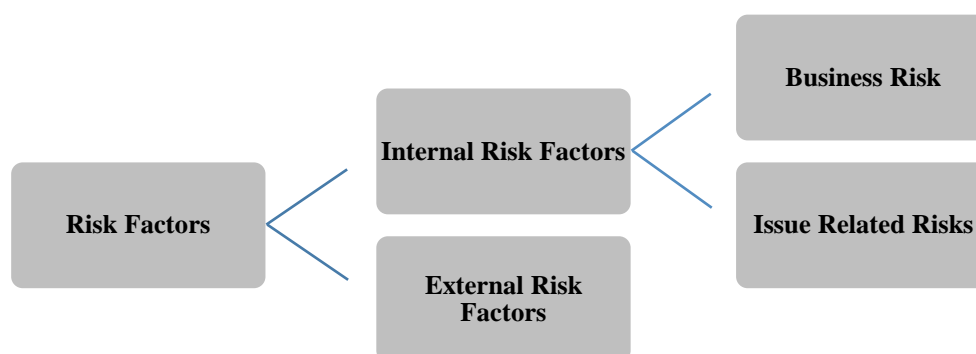 Business Risk
Internal Risk Factors
Risk Factors
Issue Related Risks
External Risk
Factors